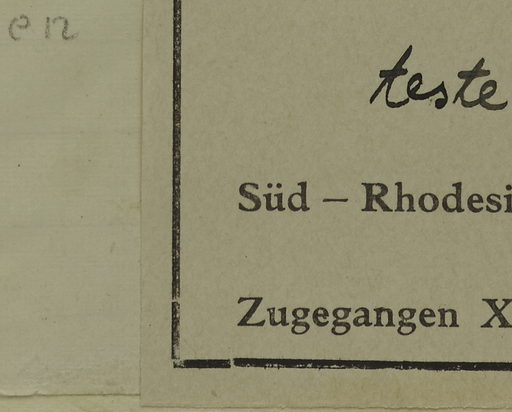 en
teste
Süd – Rhodesi
Zugegangen X